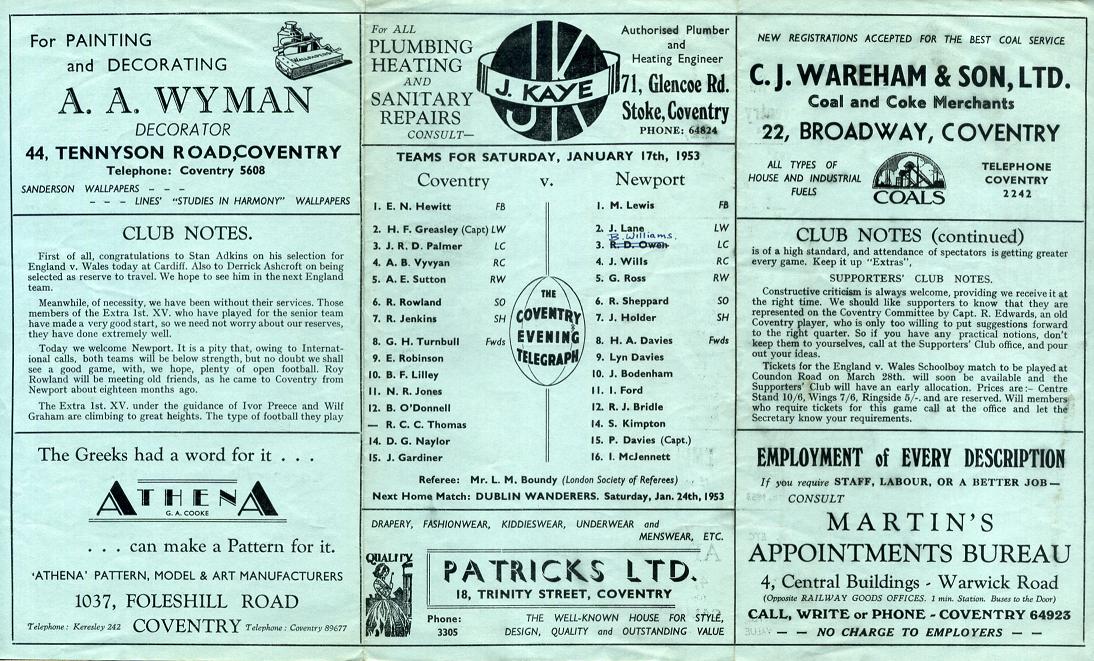 For PAINTING
and DECORATING
WALLPAPERS
A. A. WYMAN
DECORATOR
44, TENNYSON ROAD, COVENTRY
Telephone: Coventry 5608
SANDERSON WALLPAPERS - - -
- - - LINES' "STUDIES IN HARMONY" WALLPAPERS
CLUB NOTES.
First of all, congratulations to Stan Adkins on his selection for
England v. Wales today at Cardiff. Also to Derrick Ashcroft on being
selected as reserve to travel. We hope to see him in the next England
team.
Meanwhile, of necessity, we have been without their services. Those
members of the Extra 1st. XV. who have played for the senior team
have made a very good start, so we need not worry about our reserves,
they have done extremely well.
Today we welcome Newport. It is a pity that, owing to Internat-
ional calls, both teams will be below strength, but no doubt we shall
see a good game, with, we hope, plenty of open football. Roy
Rowland will be meeting old friends, as he came to Coventry from
Newport about eighteen months ago.
The Extra 1st. XV. under the guidance of Ivor Preece and Wilf
Graham are climbing to great heights. The type of football they play
The Greeks had a word for it . . .
ATHENA
G. A. COOKE
. . . can make a Pattern for it.
'ATHENA' PATTERN, MODEL & ART MANUFACTURERS
1037, FOLESHILL ROAD
Telephone: Keresley 242 COVENTRY Telephone: Coventry 89677
For ALL
PLUMBING
HEATING
AND
SANITARY
REPAIRS
CONSULT—
JK
J. KAYE
Authorised Plumber
and
Heating Engineer
71, Glencoe Rd.
Stoke, Coventry
PHONE: 64824
TEAMS FOR SATURDAY, JANUARY 17th, 1953
Coventry v. Newport
1. E. N. Hewitt FB 1. M. Lewis FB
2. H. F. Greasley (Capt) LW 2. J. Lane LW
B. Williams.
3. J. R. D. Palmer LC 3. R. D. Owen LC
4. A. B. Vyvyan RC 4. J. Wills RC
5. A. E. Sutton RW 5. G. Ross RW
6. R. Rowland SO 6. R. Sheppard SO
7. R. Jenkins SH 7. J. Holder SH
8. G. H. Turnbull Fwds 8. H. A. Davies Fwds
9. E. Robinson 9. Lyn Davies
10. B. F. Lilley 10. J. Bodenham
11. N. R. Jones 11. I. Ford
12. B. O'Donnell 12. R. J. Bridle
— R. C. C. Thomas 14. S. Kimpton
14. D. G. Naylor 15. P. Davies (Capt.)
15. J. Gardiner 16. I. McJennett
THE
COVENTRY
EVENING
TELEGRAPH
Referee: Mr. L. M. Boundy (London Society of Referees)
Next Home Match: DUBLIN WANDERERS. Saturday, Jan. 24th, 1953
DRAPERY, FASHIONWEAR, KIDDIESWEAR, UNDERWEAR and
MENSWEAR, ETC.
QUALITY
PATRICKS LTD.
18, TRINITY STREET, COVENTRY
Phone:
3305
THE WELL-KNOWN HOUSE FOR STYLE,
DESIGN, QUALITY and OUTSTANDING VALUE
NEW REGISTRATIONS ACCEPTED FOR THE BEST COAL SERVICE
C. J. WAREHAM & SON, LTD.
Coal and Coke Merchants
22, BROADWAY, COVENTRY
ALL TYPES OF
HOUSE AND INDUSTRIAL
FUELS
COALS
TELEPHONE
COVENTRY
2242
CLUB NOTES (continued)
is of a high standard, and attendance of spectators is getting greater
every game. Keep it up "Extras".
SUPPORTERS' CLUB NOTES.
Constructive criticism is always welcome, providing we receive it at
the right time. We should like supporters to know that they are
represented on the Coventry Committee by Capt. R. Edwards, an old
Coventry player, who is only too willing to put suggestions forward
to the right quarter. So if you have any practical notions, don't
keep them to yourselves, call at the Supporters' Club office, and pour
out your ideas.
Tickets for the England v. Wales Schoolboy match to be played at
Coundon Road on March 28th. will soon be available and the
Supporters' Club will have an early allocation. Prices are:- Centre
Stand 10/6, Wings 7/6, Ringside 5/-. and are reserved. Will members
who require tickets for this game call at the office and let the
Secretary know your requirements.
EMPLOYMENT of EVERY DESCRIPTION
If you require STAFF, LABOUR, OR A BETTER JOB—
CONSULT
MARTIN'S
APPOINTMENTS BUREAU
4, Central Buildings - Warwick Road
(Opposite RAILWAY GOODS OFFICES. 1 min. Station. Buses to the Door)
CALL, WRITE or PHONE - COVENTRY 64923
— — NO CHARGE TO EMPLOYERS — —